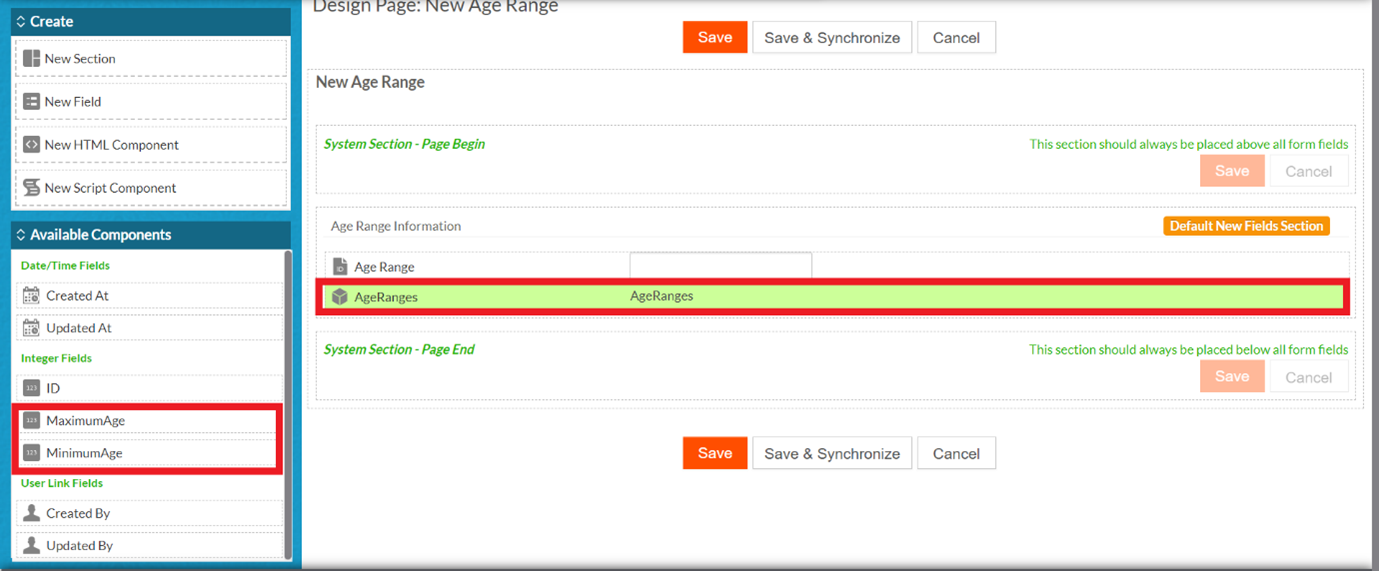 Create
New Section
New Field
New HTML Component
New Script Component
Available Components
Date/Time Fields
Created At
Updated At
Integer Fields
123 ID
123 MaximumAge
123 MinimumAge
User Link Fields
Created By
Updated By
Design Page: New Age Range
Save Save & Synchronize Cancel
New Age Range
System Section - Page Begin This section should always be placed above all form fields
Save Cancel
Age Range Information Default New Fields Section
ID Age Range
AgeRanges AgeRanges
System Section - Page End This section should always be placed below all form fields
Save Cancel
Save Save & Synchronize Cancel